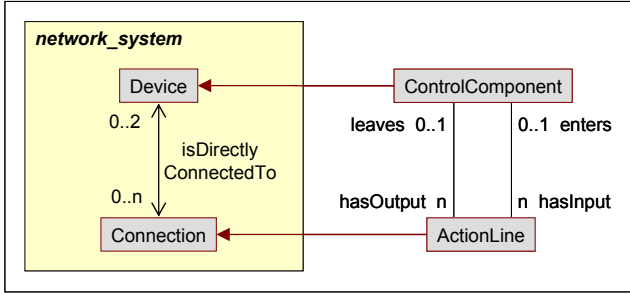 network_system
Device
ControlComponent
0..2
leaves 0..1
0..1 enters
isDirectly
ConnectedTo
0..n
hasOutput n
n hasInput
Connection
ActionLine